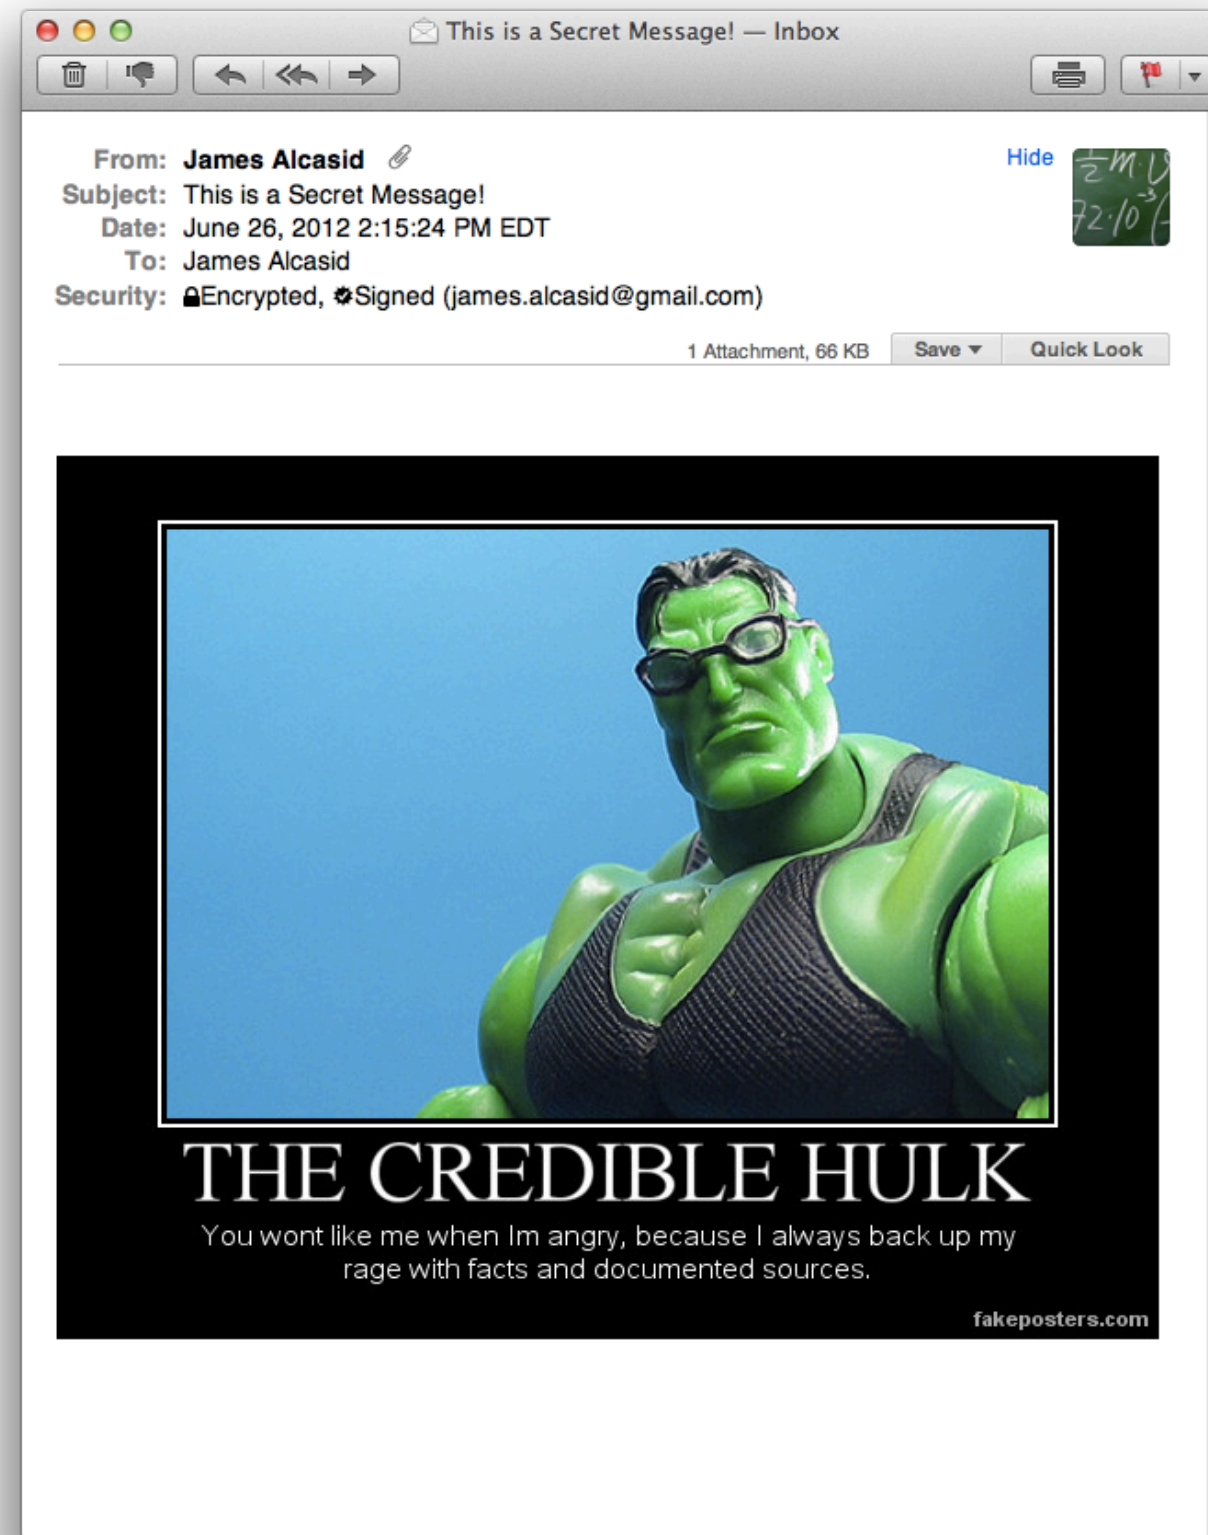 This is a Secret Message! — Inbox
From: James Alcasid
Hide
Subject: This is a Secret Message!
Date: June 26, 2012 2:15:24 PM EDT
To: James Alcasid
Security: Encrypted, Signed (james.alcasid@gmail.com)
1 Attachment, 66 KB Save Quick Look
THE CREDIBLE HULK
You wont like me when Im angry, because I always back up my
rage with facts and documented sources.
fakeposters.com